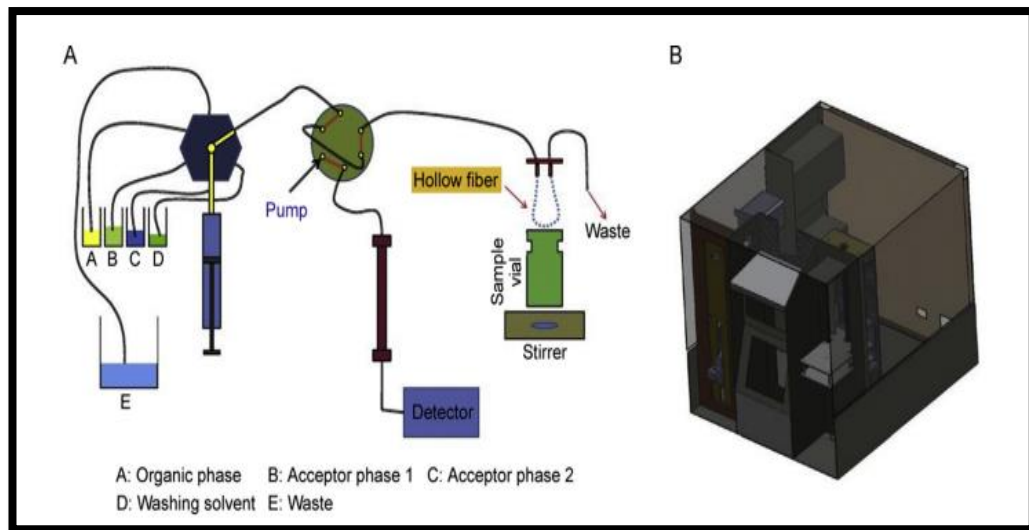 A
B
Pump
Hollow fiber
Waste
Sample
vial
A B C D
Stirrer
E
Detector
A: Organic phase B: Acceptor phase 1 C: Acceptor phase 2
D: Washing solvent E: Waste